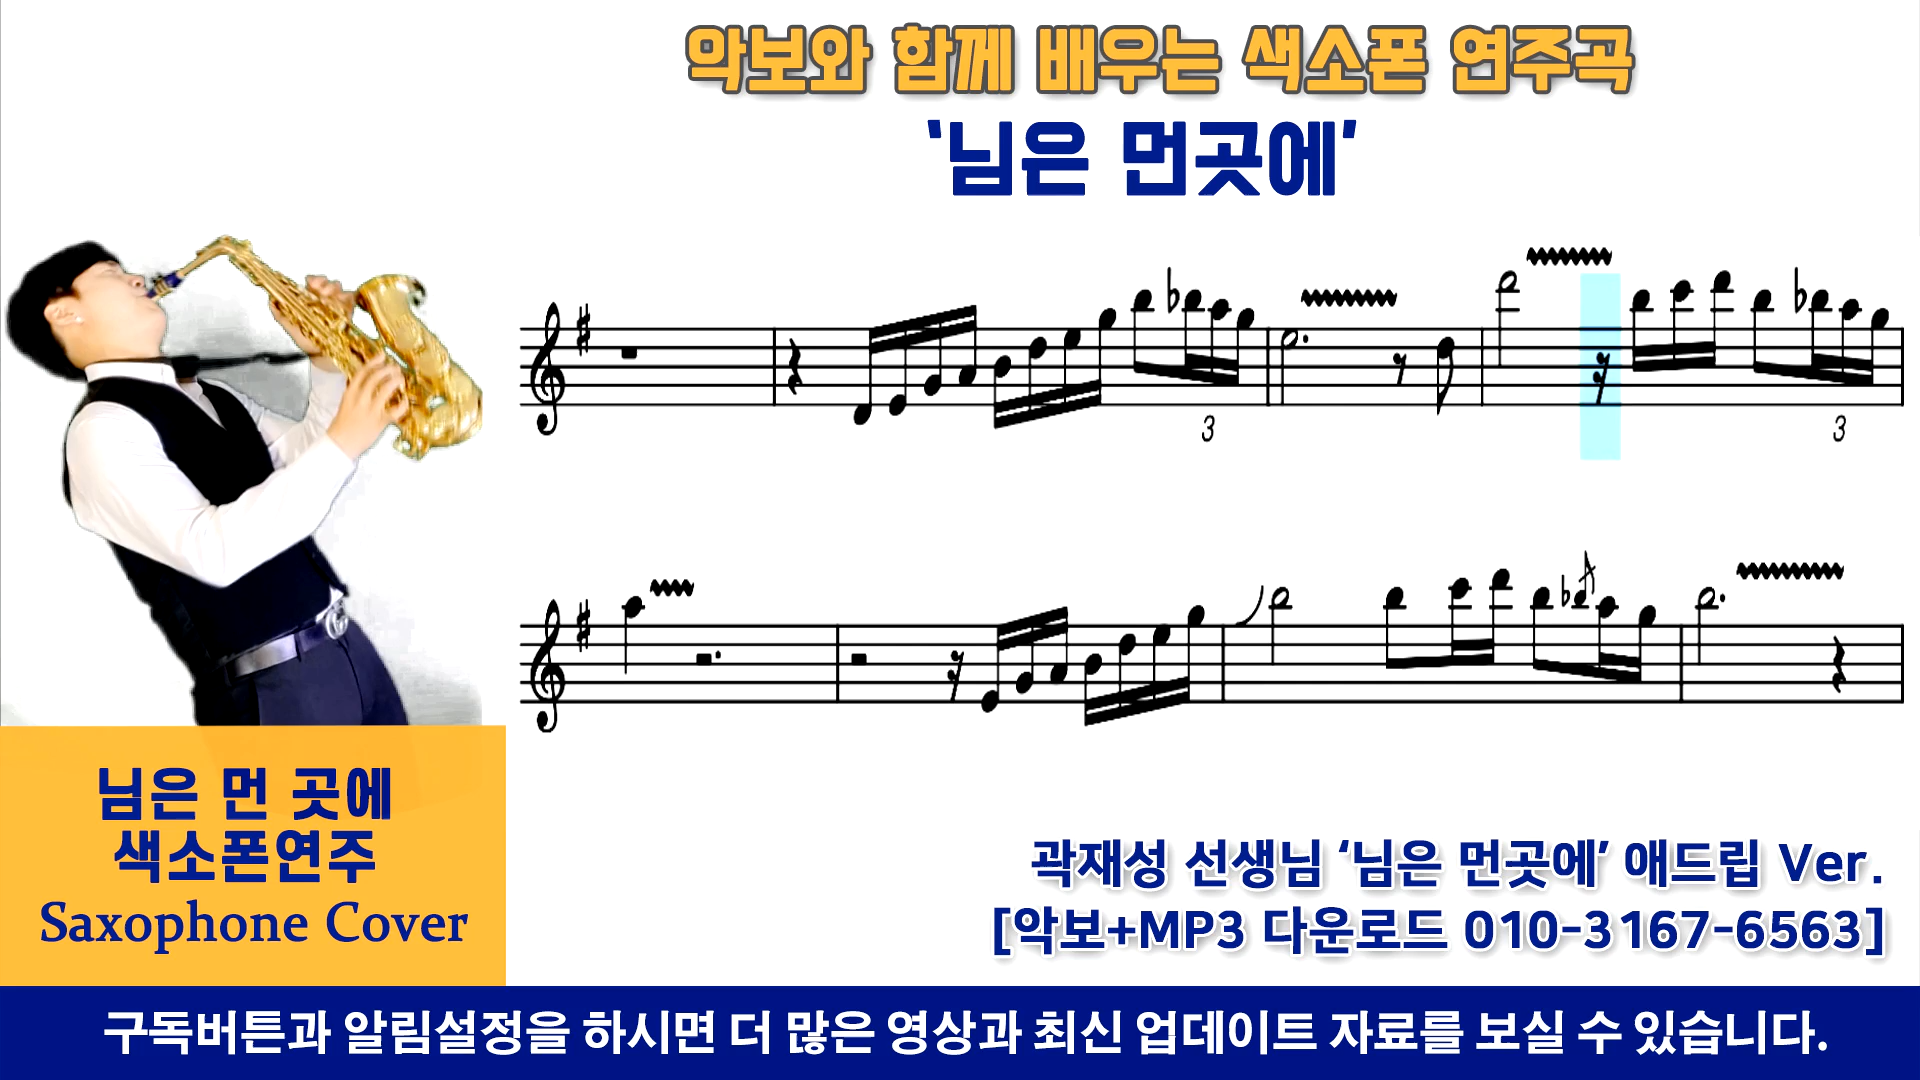 악보와 함께 배우는 색소폰 연주곡
‘님은 먼곳에’
3
3
님은 먼 곳에
색소폰연주
Saxophone Cover
곽재성 선생님 ‘님은 먼곳에’ 애드립 Ver.
[악보+MP3 다운로드 010-3167-6563]
구독버튼과 알림설정을 하시면 더 많은 영상과 최신 업데이트 자료를 보실 수 있습니다.